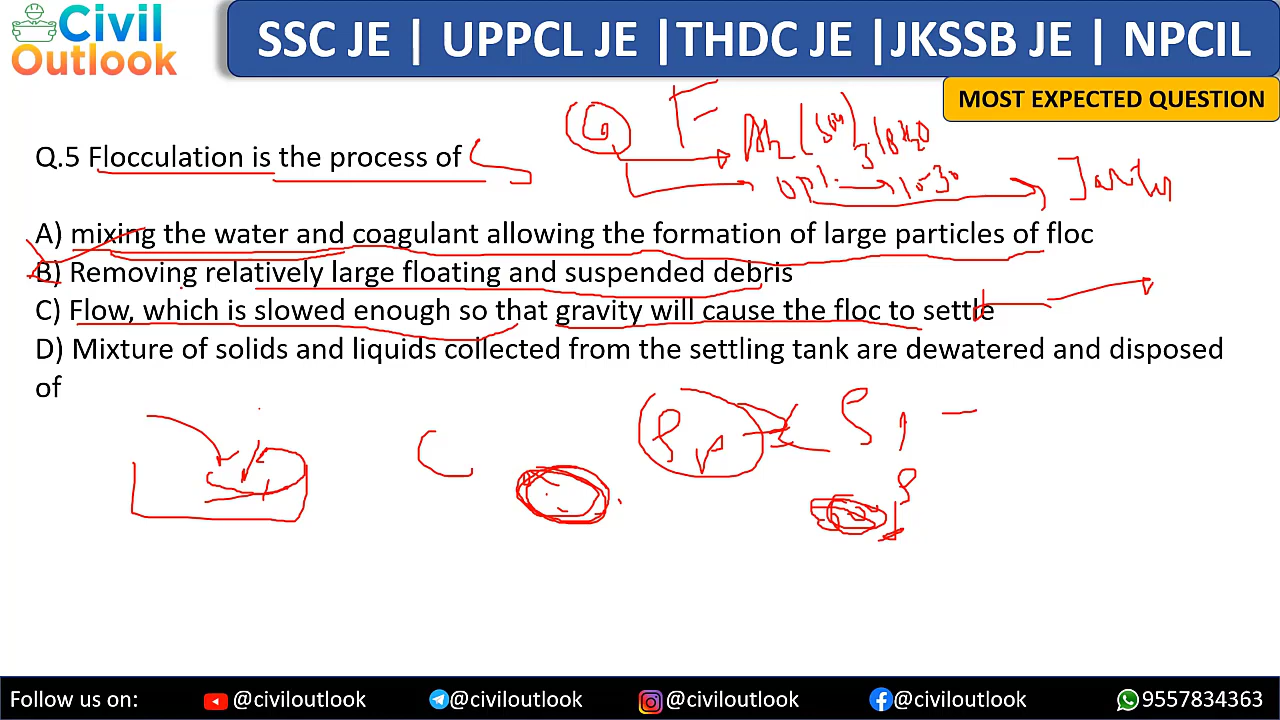 Civil
Outlook
SSC JE | UPPCL JE |THDC JE |JKSSB JE | NPCIL
MOST EXPECTED QUESTION
Q.5 Flocculation is the process of
A) mixing the water and coagulant allowing the formation of large particles of floc
B) Removing relatively large floating and suspended debris
C) Flow, which is slowed enough so that gravity will cause the floc to settle
D) Mixture of solids and liquids collected from the settling tank are dewatered and disposed
of
Follow us on: @civiloutlook @civiloutlook @civiloutlook @civiloutlook 9557834363